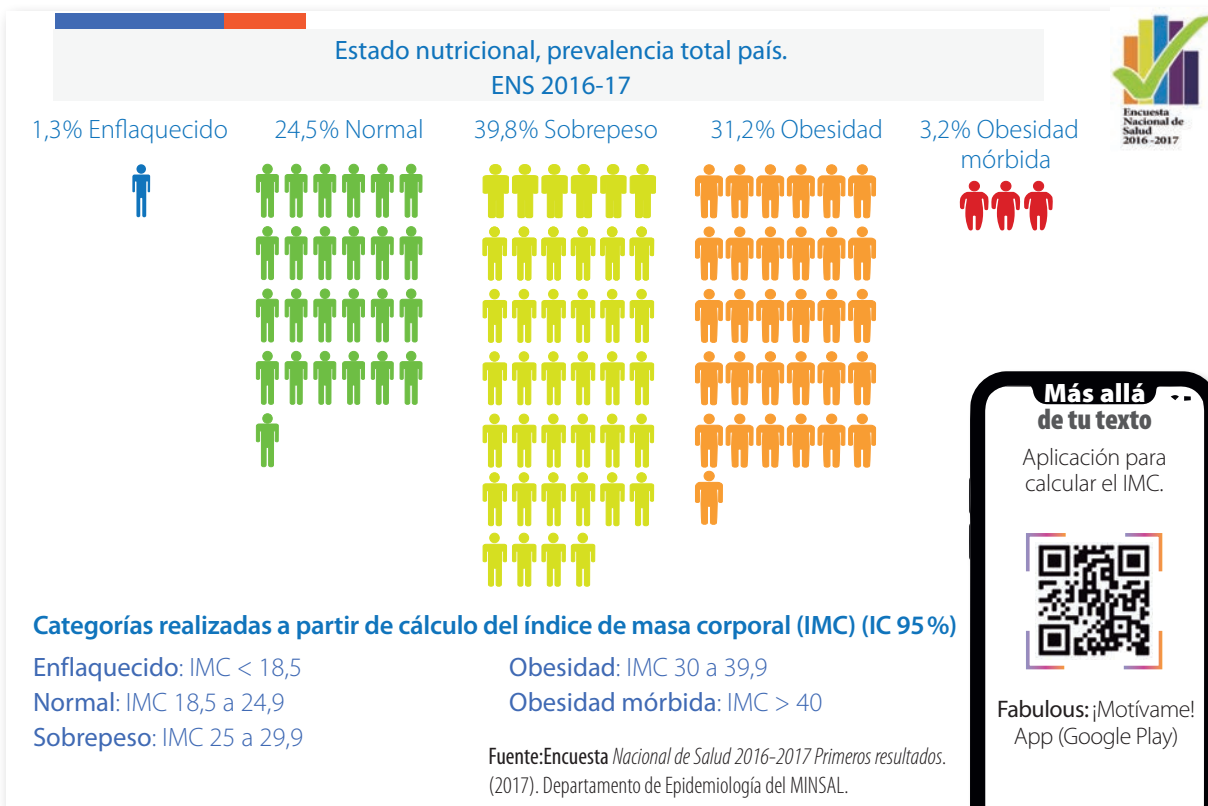 Estado nutricional, prevalencia total país.
ENS 2016-17
Encuesta
Nacional de
Salud
2016-2017
1,3% Enflaquecido
24,5% Normal
39,8% Sobrepeso
31,2% Obesidad
3,2% Obesidad
mórbida
Más allá
de tu texto
Aplicación para
calcular el IMC.
Fabulous: ¡Motívame!
App (Google Play)
Categorías realizadas a partir de cálculo del índice de masa corporal (IMC) (IC 95 %)
Enflaquecido: IMC < 18,5
Normal: IMC 18,5 a 24,9
Sobrepeso: IMC 25 a 29,9
Obesidad: IMC 30 a 39,9
Obesidad mórbida: IMC > 40
Fuente:Encuesta Nacional de Salud 2016-2017 Primeros resultados.
(2017). Departamento de Epidemiología del MINSAL.